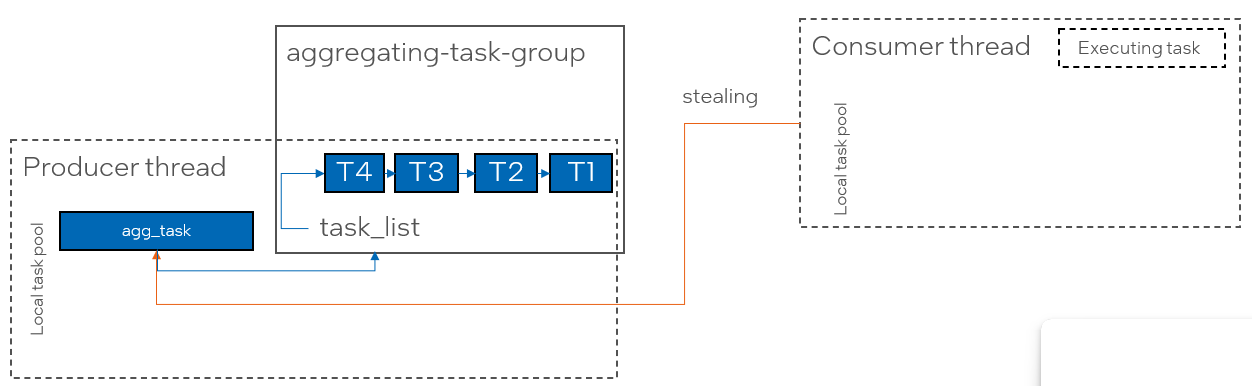 aggregating-task-group
Consumer thread
Executing task
stealing
Local task pool
Producer thread
T4
T3
T2
T1
task_list
agg_task
Local task pool